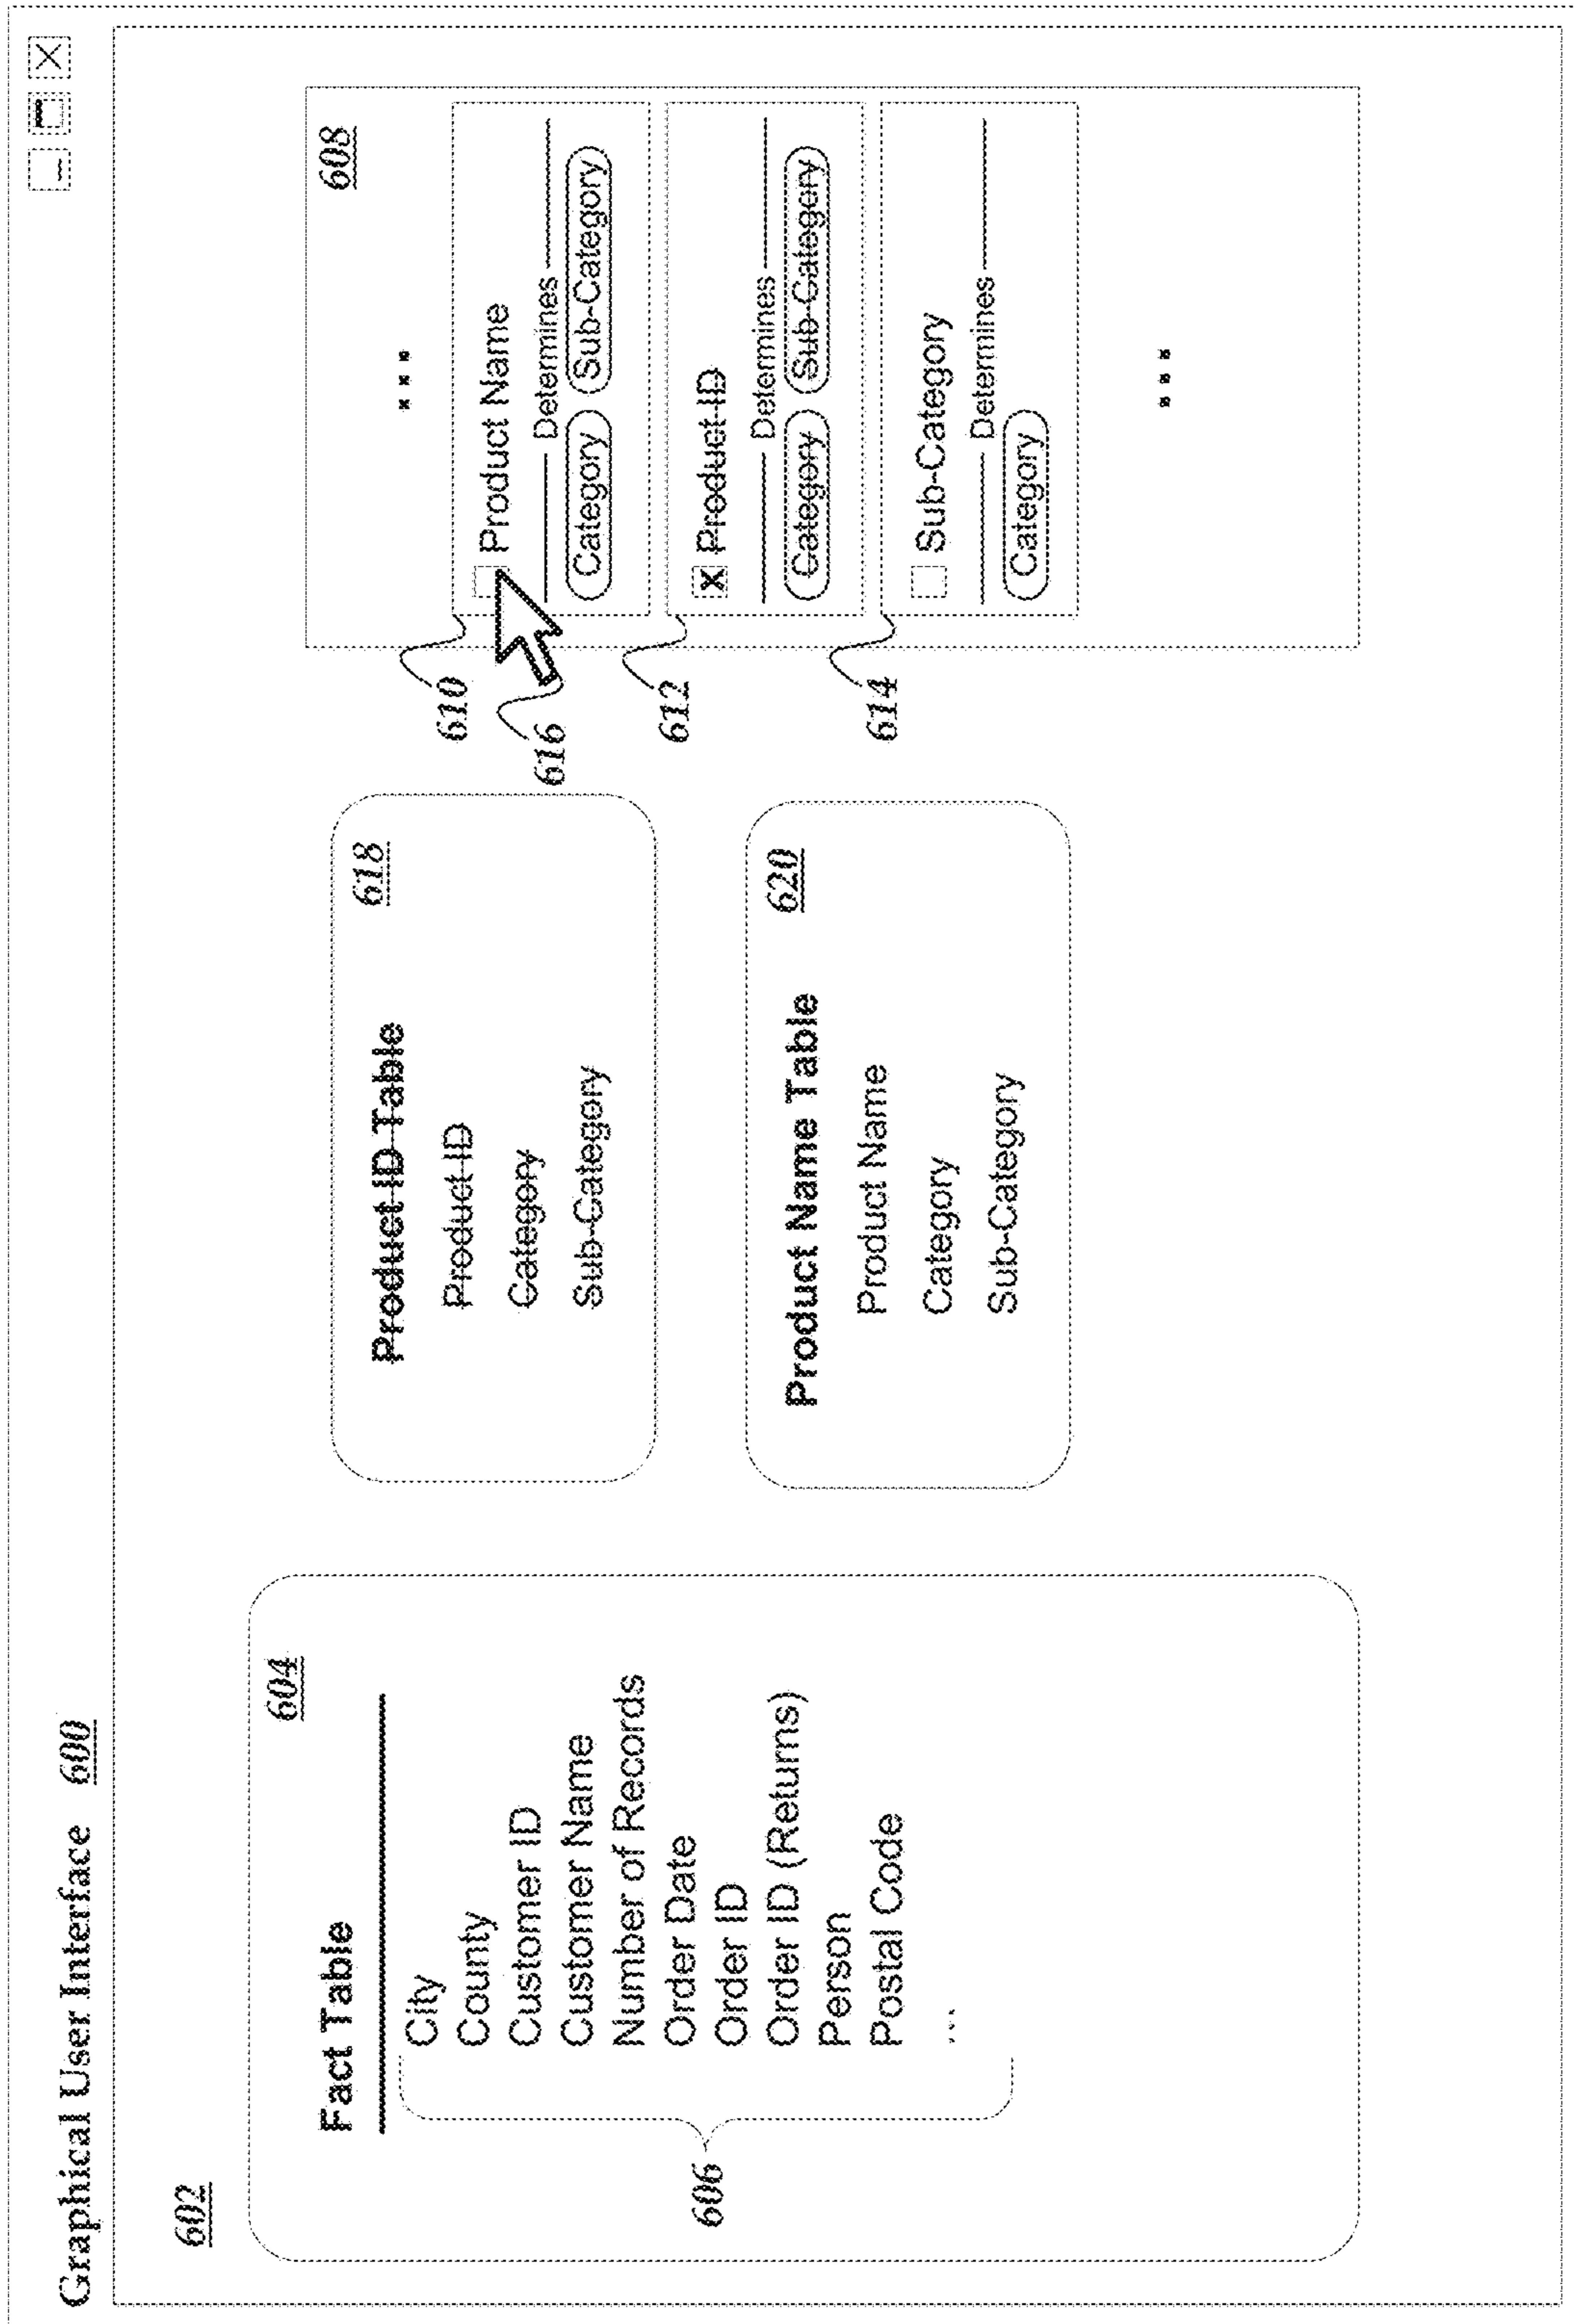 Graphical User Interface 600
602
604
Fact Table
City
County
Customer ID
Customer Name
Number of Records
Order Date
Order ID
Order ID (Returns)
Person
Postal Code
...
606
618
Product ID Table
Product ID
Category
Sub-Category
620
Product Name Table
Product Name
Category
Sub-Category
608
...
610
Product Name
Determines
Category Sub-Category
616
612
X Product ID
Determines
Category Sub-Category
614
Sub-Category
Determines
Category
...